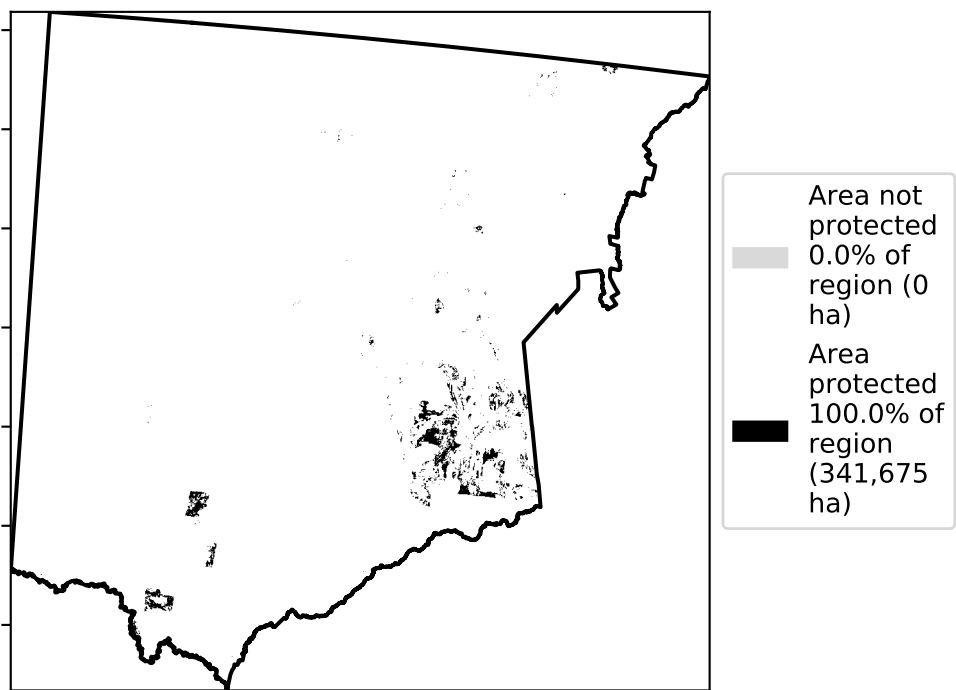 Area not
protected
0.0% of
region (0
ha)
Area
protected
100.0% of
region
(341,675
ha)